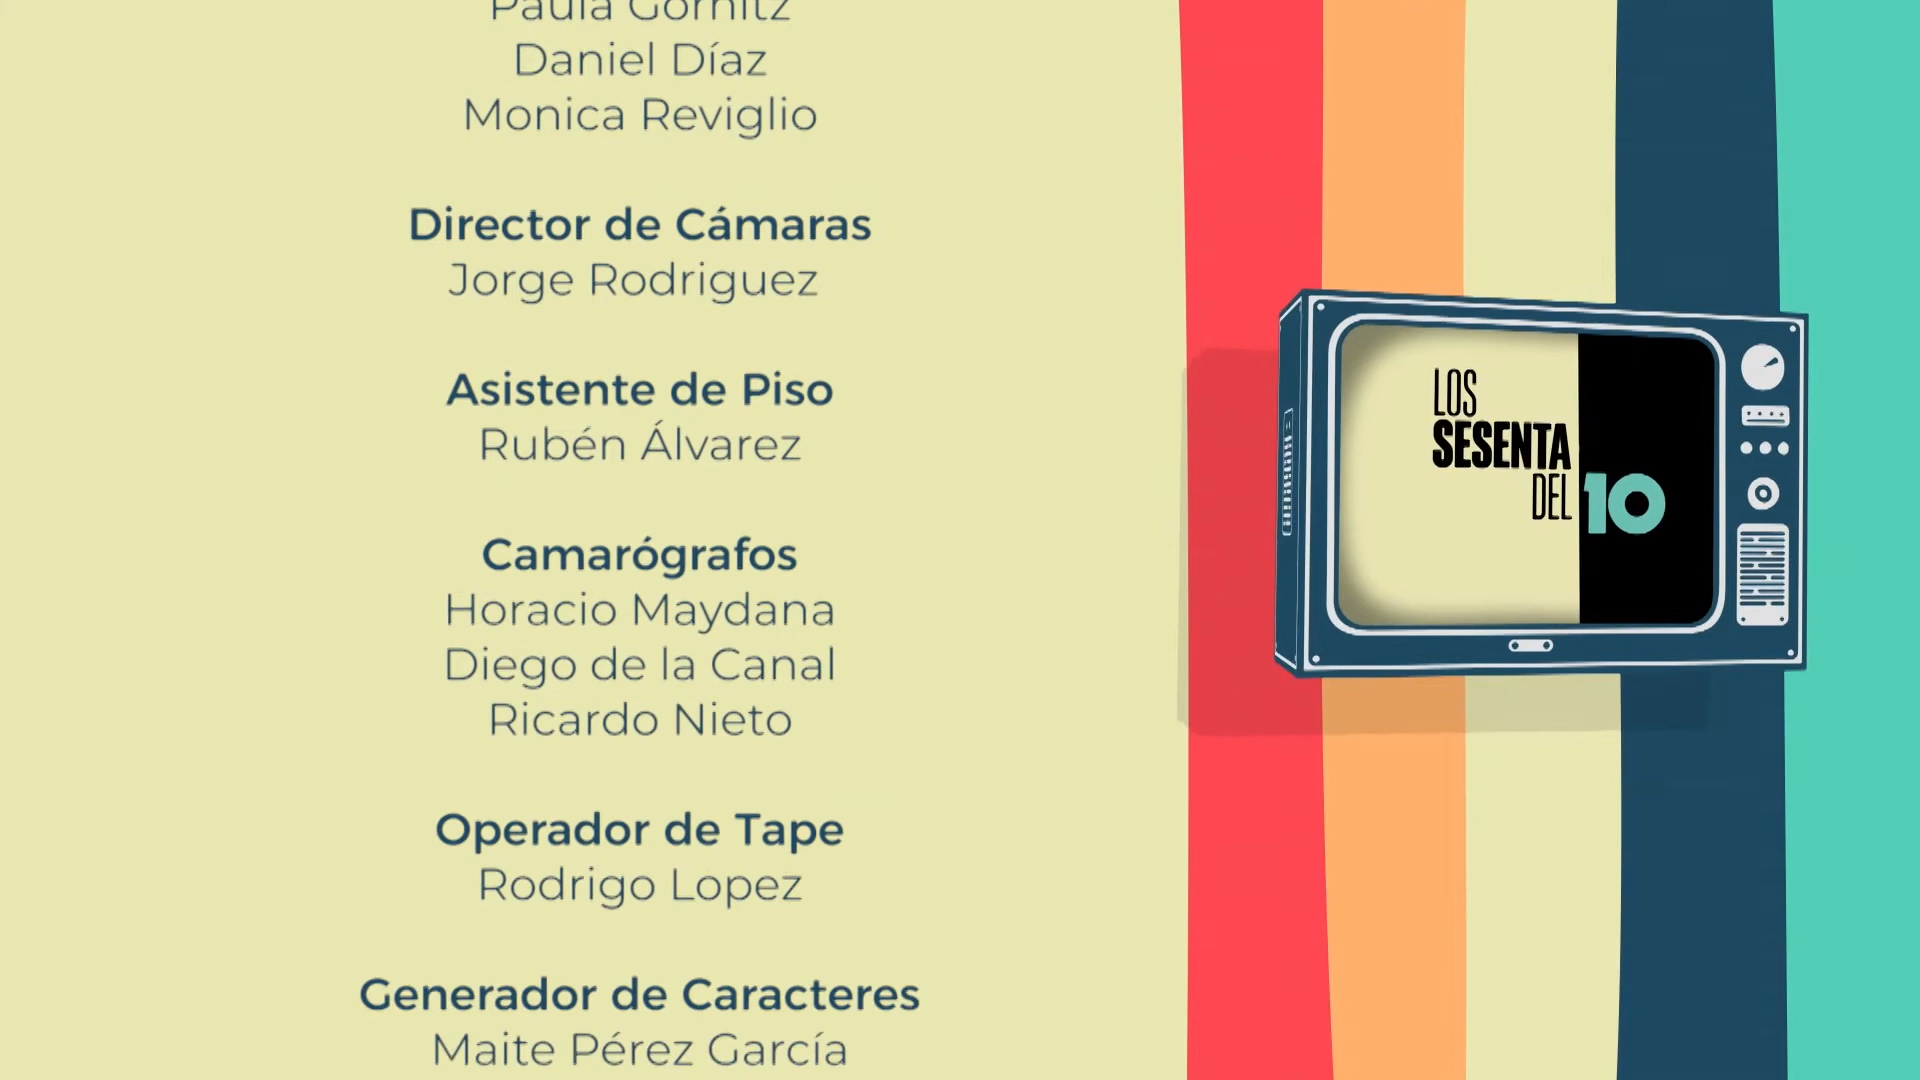 Paula Gornitz
Daniel Díaz
Monica Reviglio
Director de Cámaras
Jorge Rodriguez
Asistente de Piso
Rubén Álvarez
Camarógrafos
Horacio Maydana
Diego de la Canal
Ricardo Nieto
Operador de Tape
Rodrigo Lopez
Generador de Caracteres
Maite Pérez García
LOS
SESENTA
DEL 10